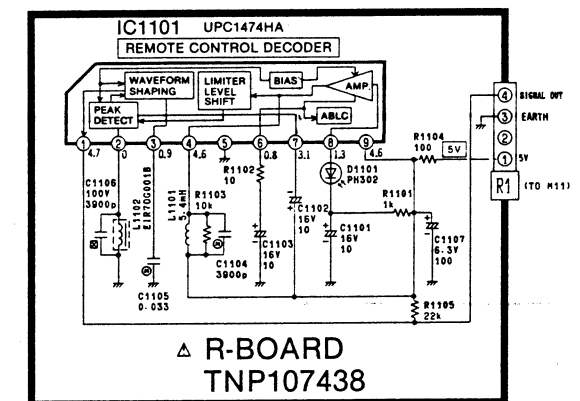 IC1101 UPC1474HA
REMOTE CONTROL DECODER
WAVEFORM SHAPING
LIMITER LEVEL SHIFT
BIAS
AMP.
PEAK DETECT
ABLC
1 2 3 4 5 6 7 8 9
4.7 0 0.9 4.6 0.8 3.1 1.3 4.6
C1106 100V 3900p
L1102 EIR70G001B
C1105 0.033
L1101 5.4mH
R1103 10k
C1104 3900p
R1102 10
C1103 16V 10
C1102 16V 10
D1101 PH302
C1101 16V 10
R1101 1k
R1104 100
5V
C1107 6.3V 100
R1105 22k
4 SIGNAL OUT
3 EARTH
2
1 5V
R1 (TO M11)
R-BOARD
TNP107438